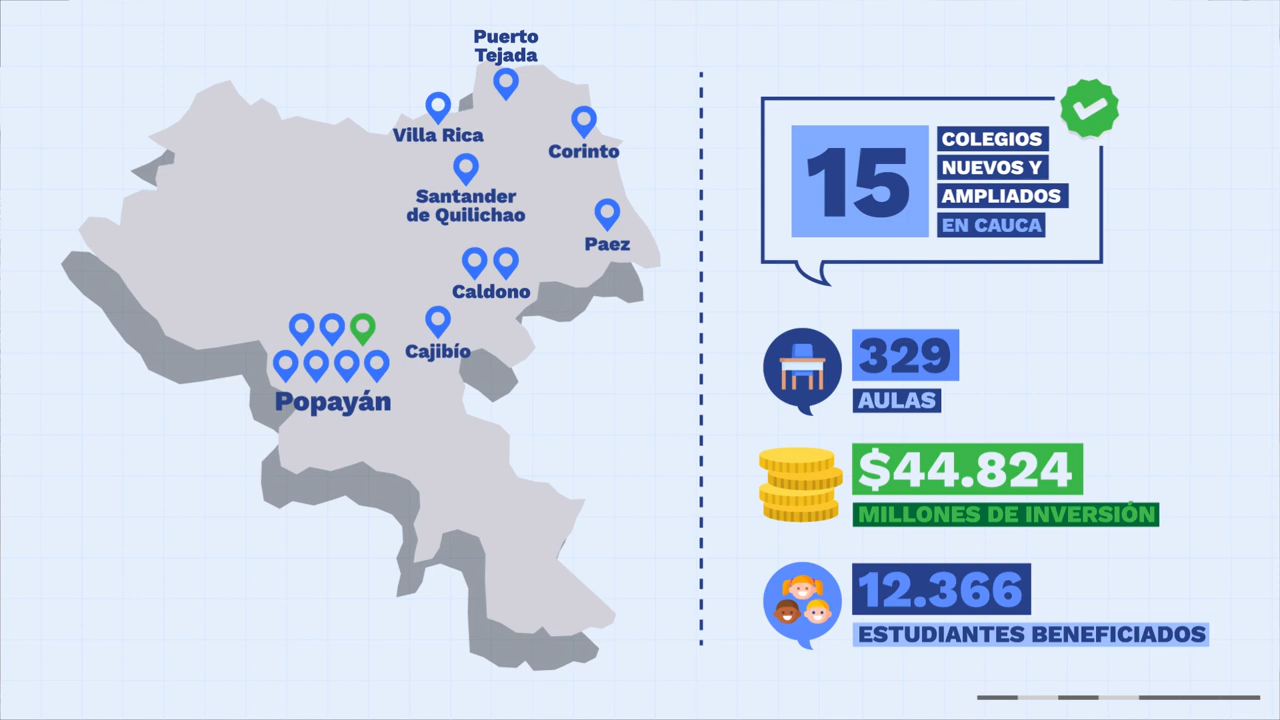 Puerto
Tejada
Villa Rica
Corinto
Santander
de Quilichao
Paez
Caldono
Cajibío
Popayán
15
COLEGIOS
NUEVOS Y
AMPLIADOS
EN CAUCA
329
AULAS
$44.824
MILLONES DE INVERSIÓN
12.366
ESTUDIANTES BENEFICIADOS